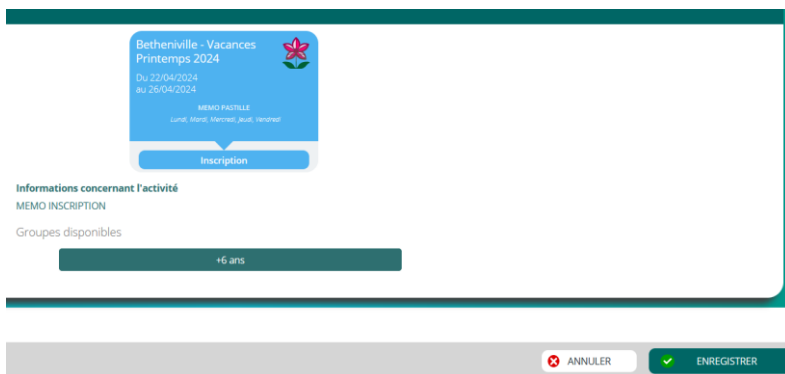 Betheniville - Vacances
Printemps 2024
Du 22/04/2024
au 26/04/2024
MEMO PASTILLE
Lundi, Mardi, Mercredi, Jeudi, Vendredi
Inscription
Informations concernant l'activité
MEMO INSCRIPTION
Groupes disponibles
+6 ans
ANNULER
ENREGISTRER